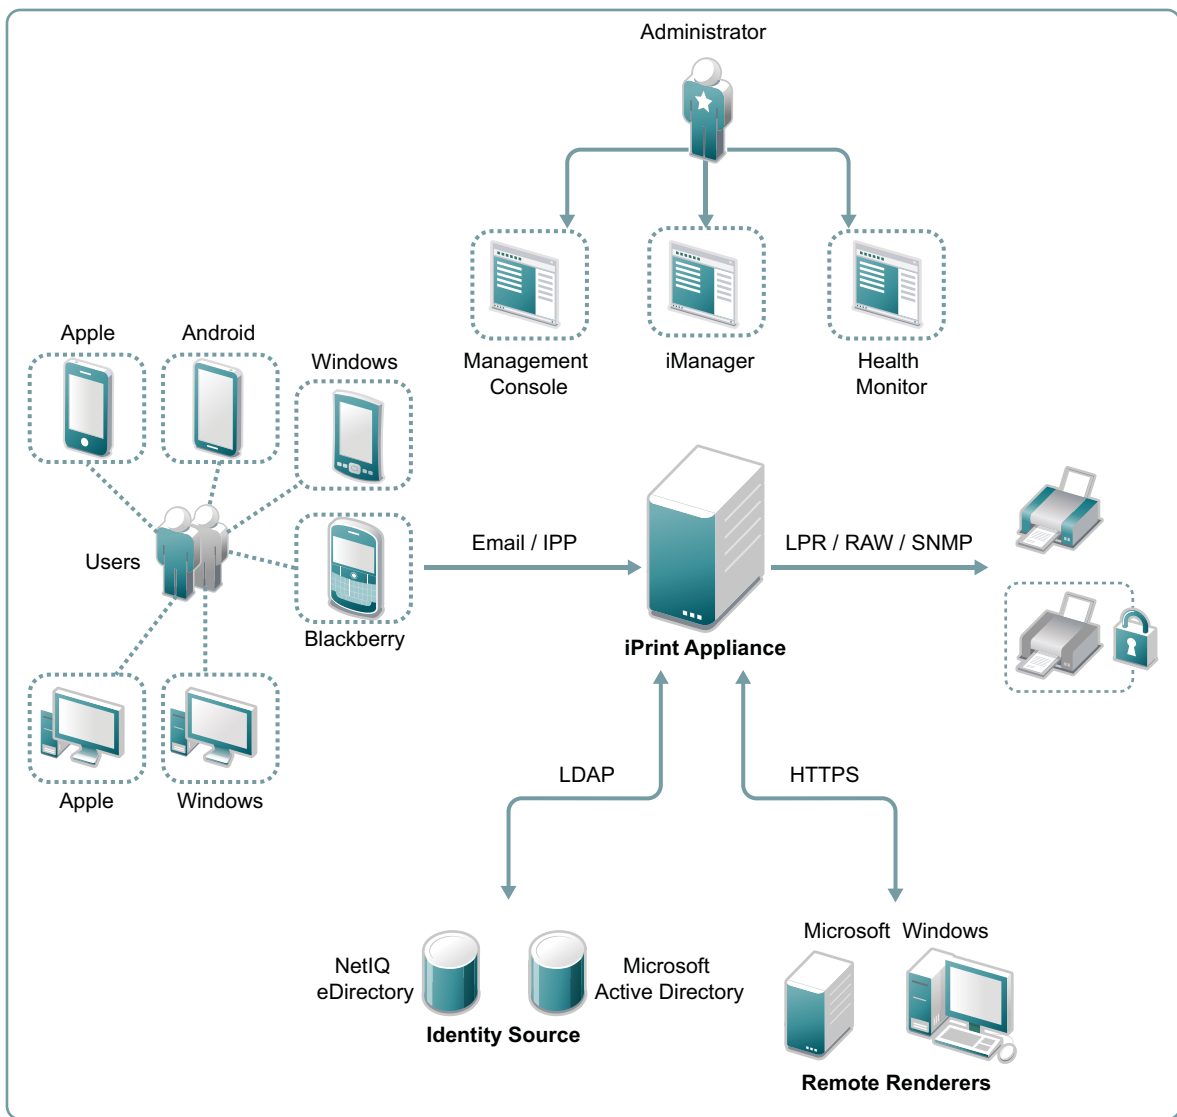 Administrator
Management
Console
iManager
Health
Monitor
Apple
Android
Windows
Users
Blackberry
Apple
Windows
Email / IPP
iPrint Appliance
LPR / RAW / SNMP
LDAP
HTTPS
NetIQ
eDirectory
Microsoft
Active Directory
Identity Source
Microsoft Windows
Remote Renderers